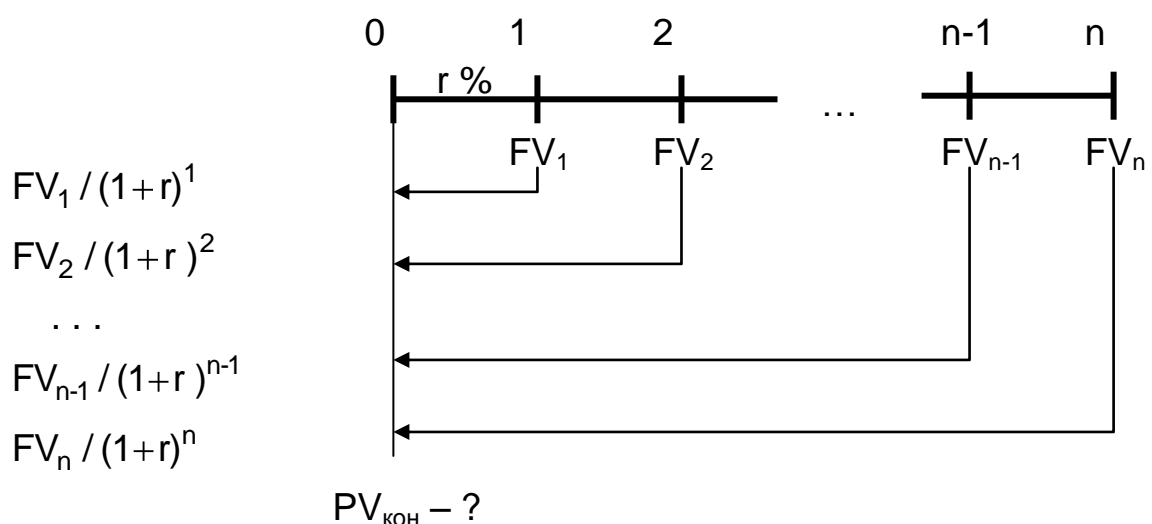 0 1 2 n-1 n
r %
...
FV₁ FV₂ FVₙ₋₁ FVₙ
FV₁ / (1+r)¹
FV₂ / (1+r )²
. . .
FVₙ₋₁ / (1+r )ⁿ⁻¹
FVₙ / (1+r)ⁿ
PVкон – ?